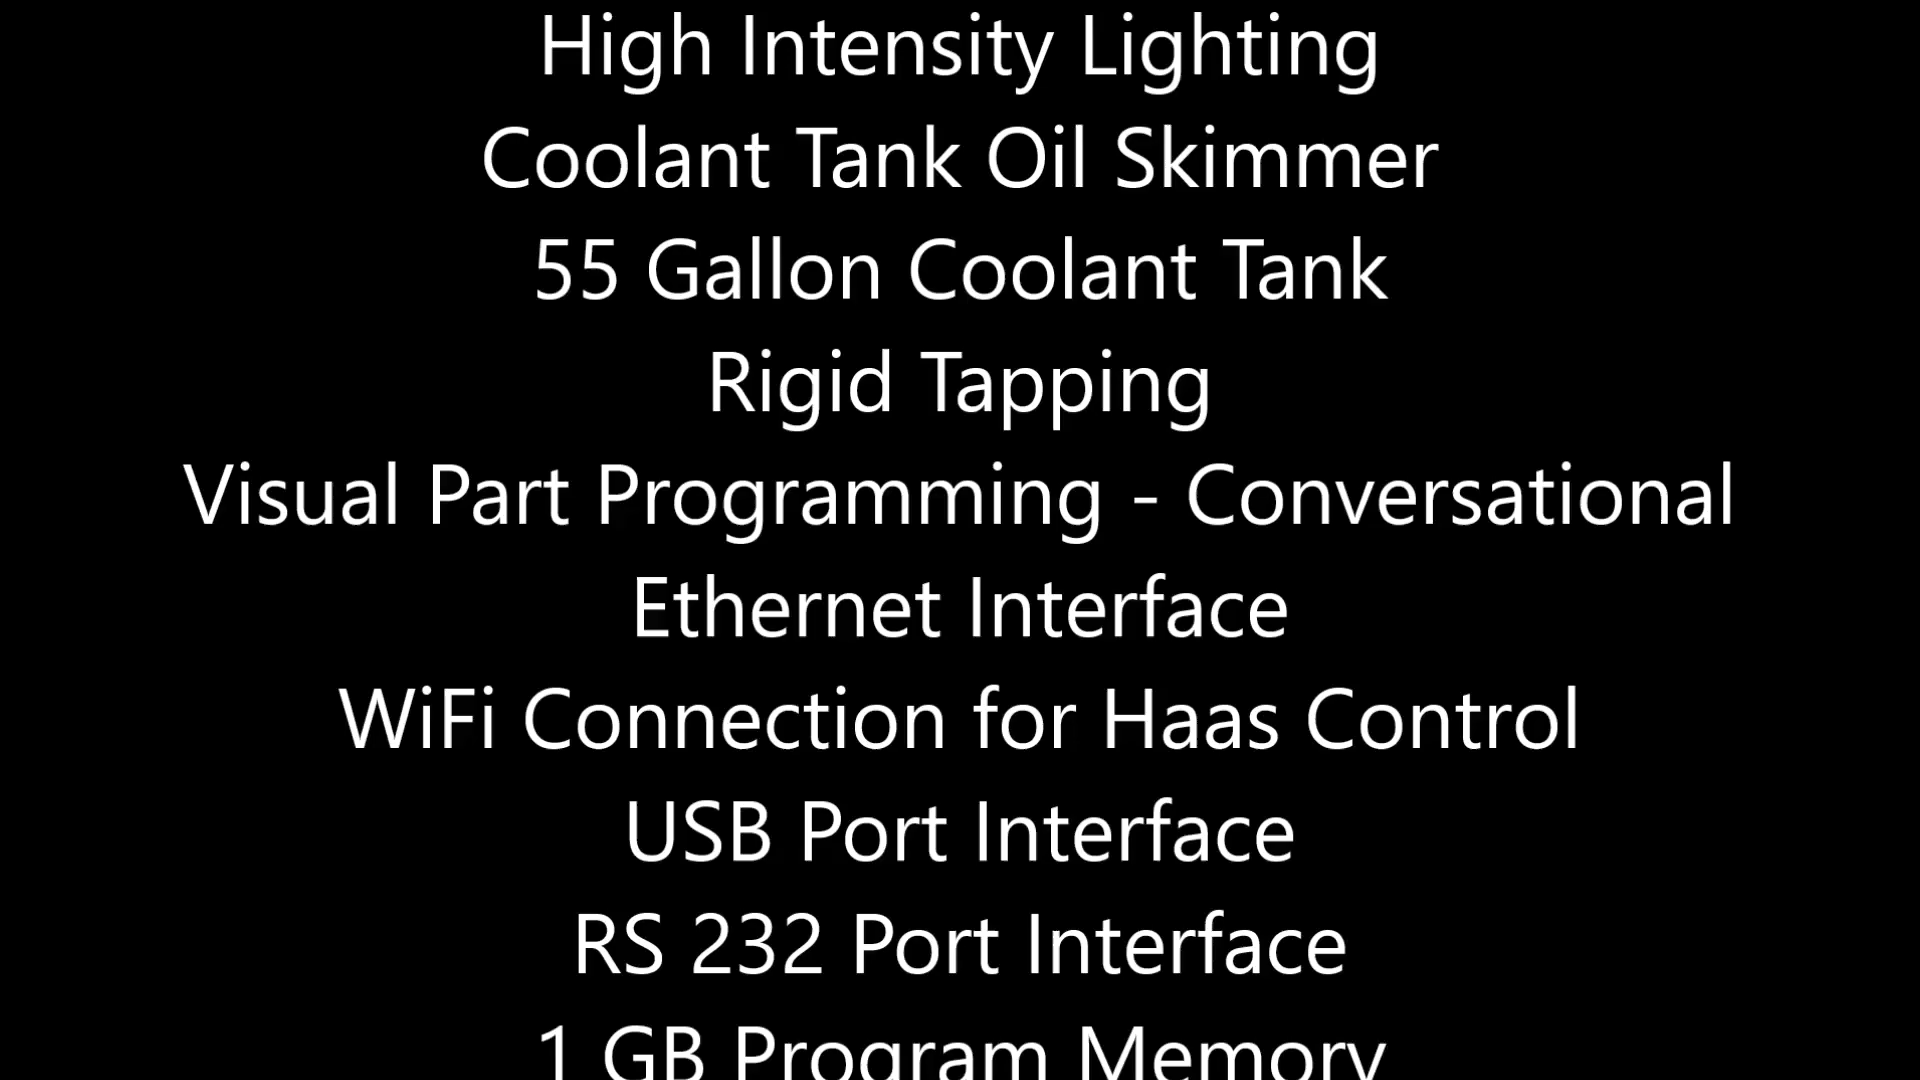 High Intensity Lighting
Coolant Tank Oil Skimmer
55 Gallon Coolant Tank
Rigid Tapping
Visual Part Programming - Conversational
Ethernet Interface
WiFi Connection for Haas Control
USB Port Interface
RS 232 Port Interface
1 GB Program Memory